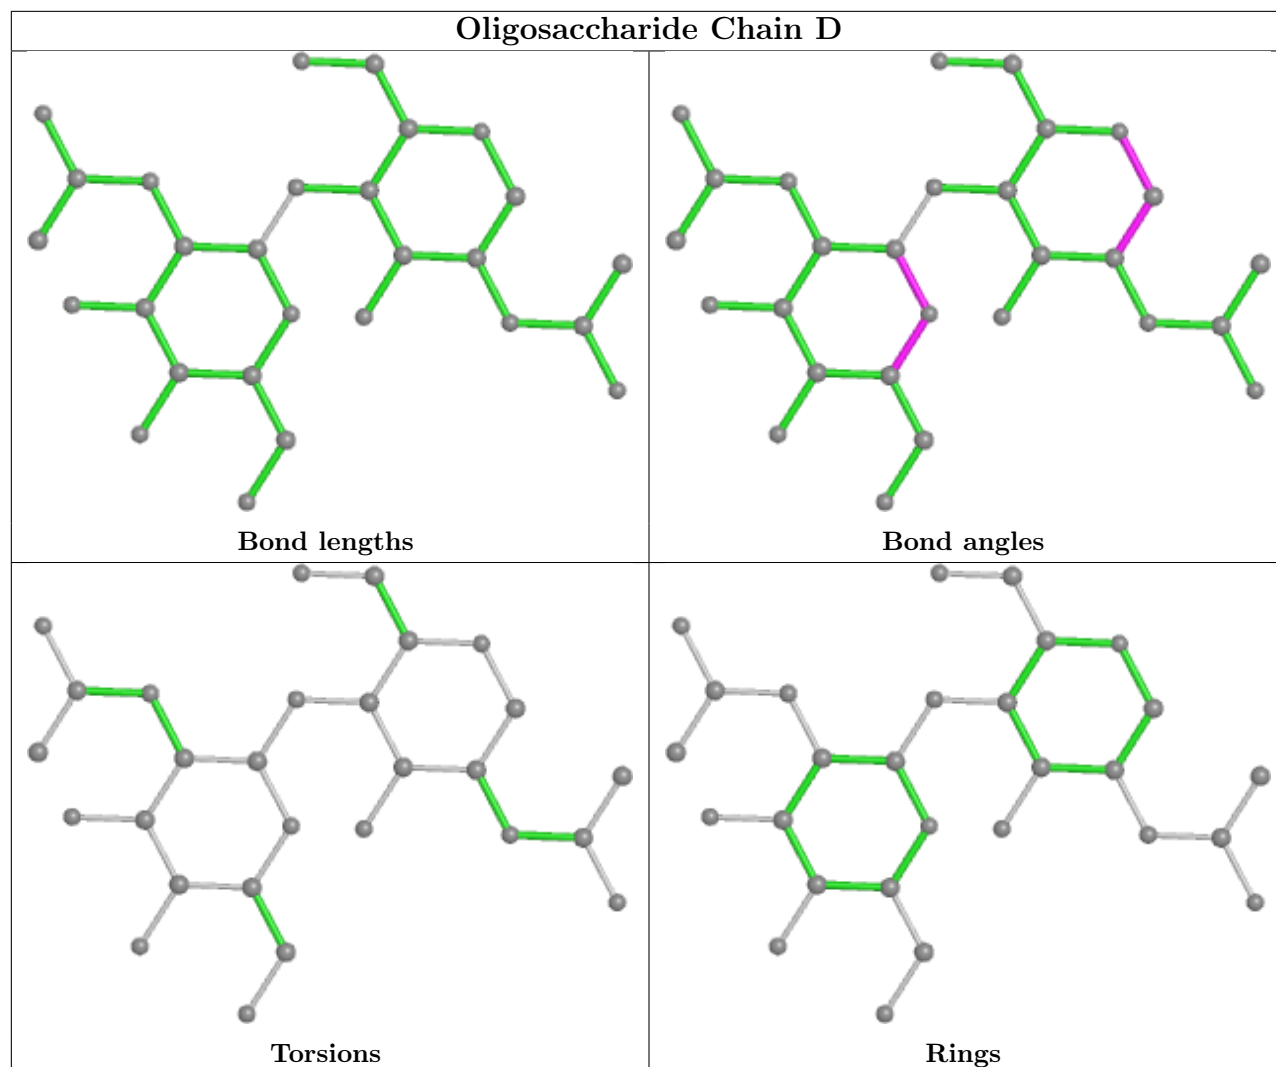 Oligosaccharide Chain D
Bond lengths
Bond angles
Torsions
Rings